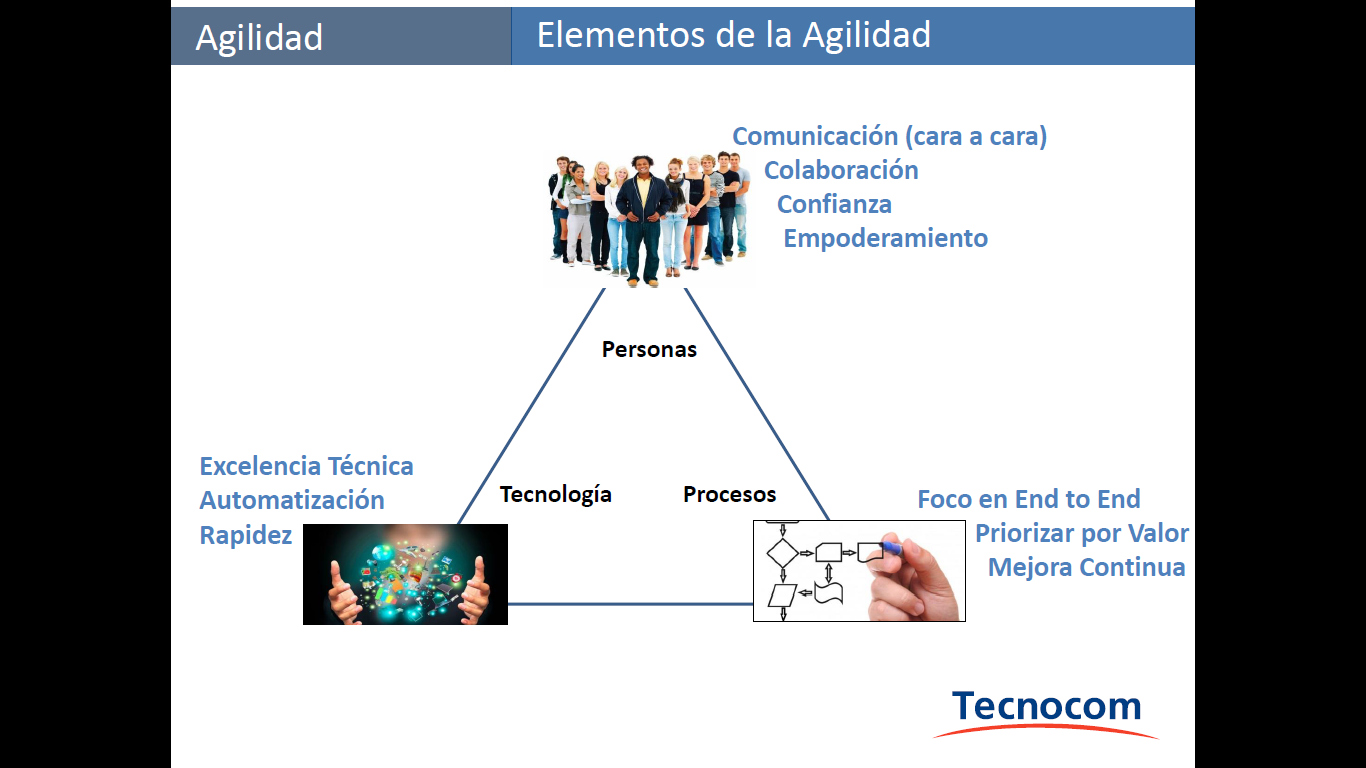 Agilidad
Elementos de la Agilidad
Comunicación (cara a cara)
Colaboración
Confianza
Empoderamiento
Personas
Excelencia Técnica
Automatización
Rapidez
Tecnología
Procesos
Foco en End to End
Priorizar por Valor
Mejora Continua
Tecnocom